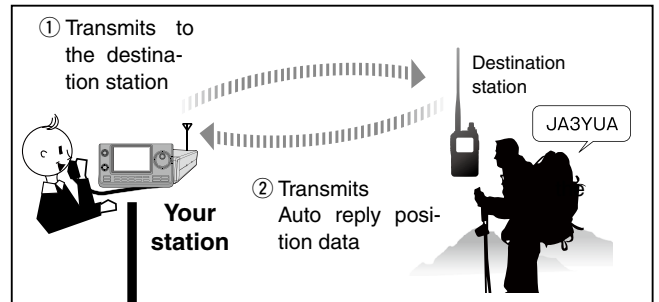 ① Transmits to
the destina-
tion station
Destination
station
JA3YUA
② Transmits
Auto reply posi-
tion data
Your
station